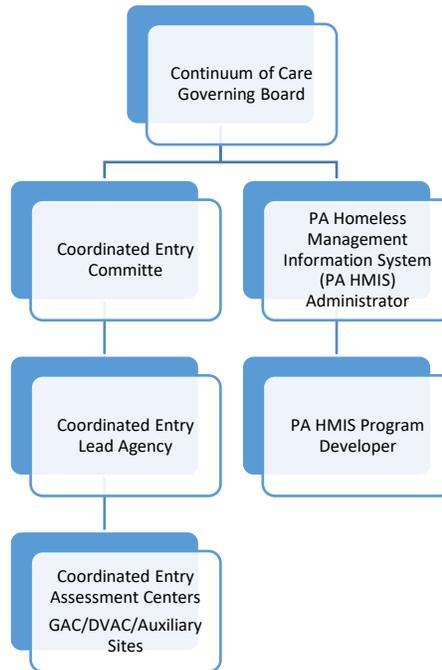 Continuum of Care
Governing Board
Coordinated Entry
Committe
PA Homeless
Management
Information System
(PA HMIS)
Administrator
Coordinated Entry
Lead Agency
PA HMIS Program
Developer
Coordinated Entry
Assessment Centers
GAC/DVAC/Auxiliary
Sites